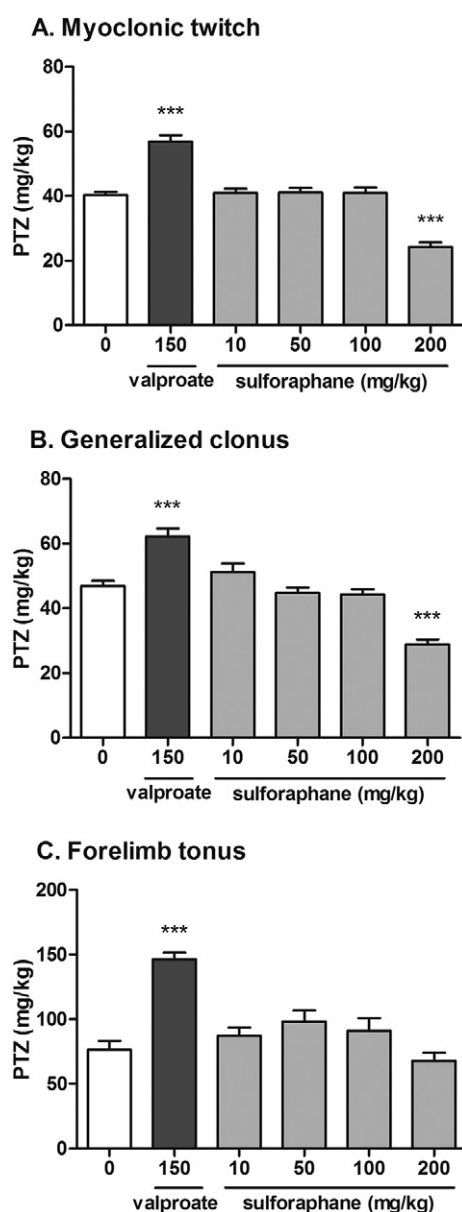 A. Myoclonic twitch
PTZ (mg/kg)
80
60
40
20
0
***
***
0 150 10 50 100 200
valproate sulforaphane (mg/kg)
B. Generalized clonus
PTZ (mg/kg)
80
60
40
20
0
***
***
0 150 10 50 100 200
valproate sulforaphane (mg/kg)
C. Forelimb tonus
PTZ (mg/kg)
200
150
100
50
0
***
0 150 10 50 100 200
valproate sulforaphane (mg/kg)